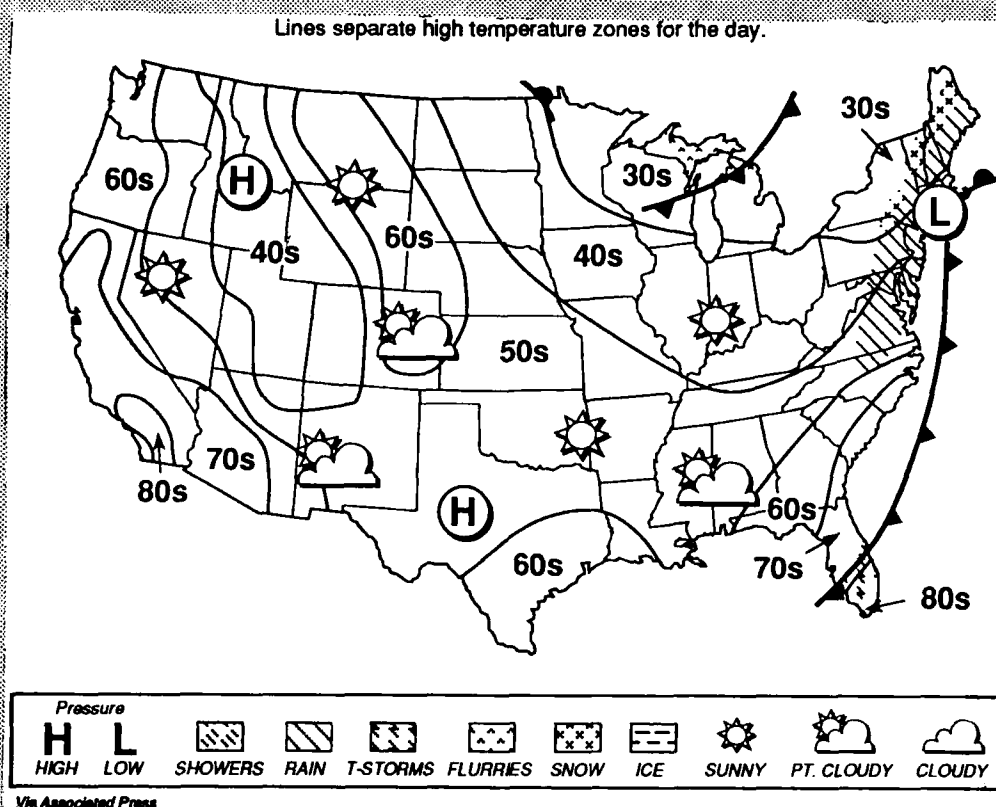 Lines separate high temperature zones for the day.
30s
60s
H
30s
L
40s
60s
40s
50s
70s
80s
H
60s
60s
70s
80s
Pressure
H L
HIGH LOW SHOWERS RAIN T-STORMS FLURRIES SNOW ICE SUNNY PT. CLOUDY CLOUDY
Via Associated Press